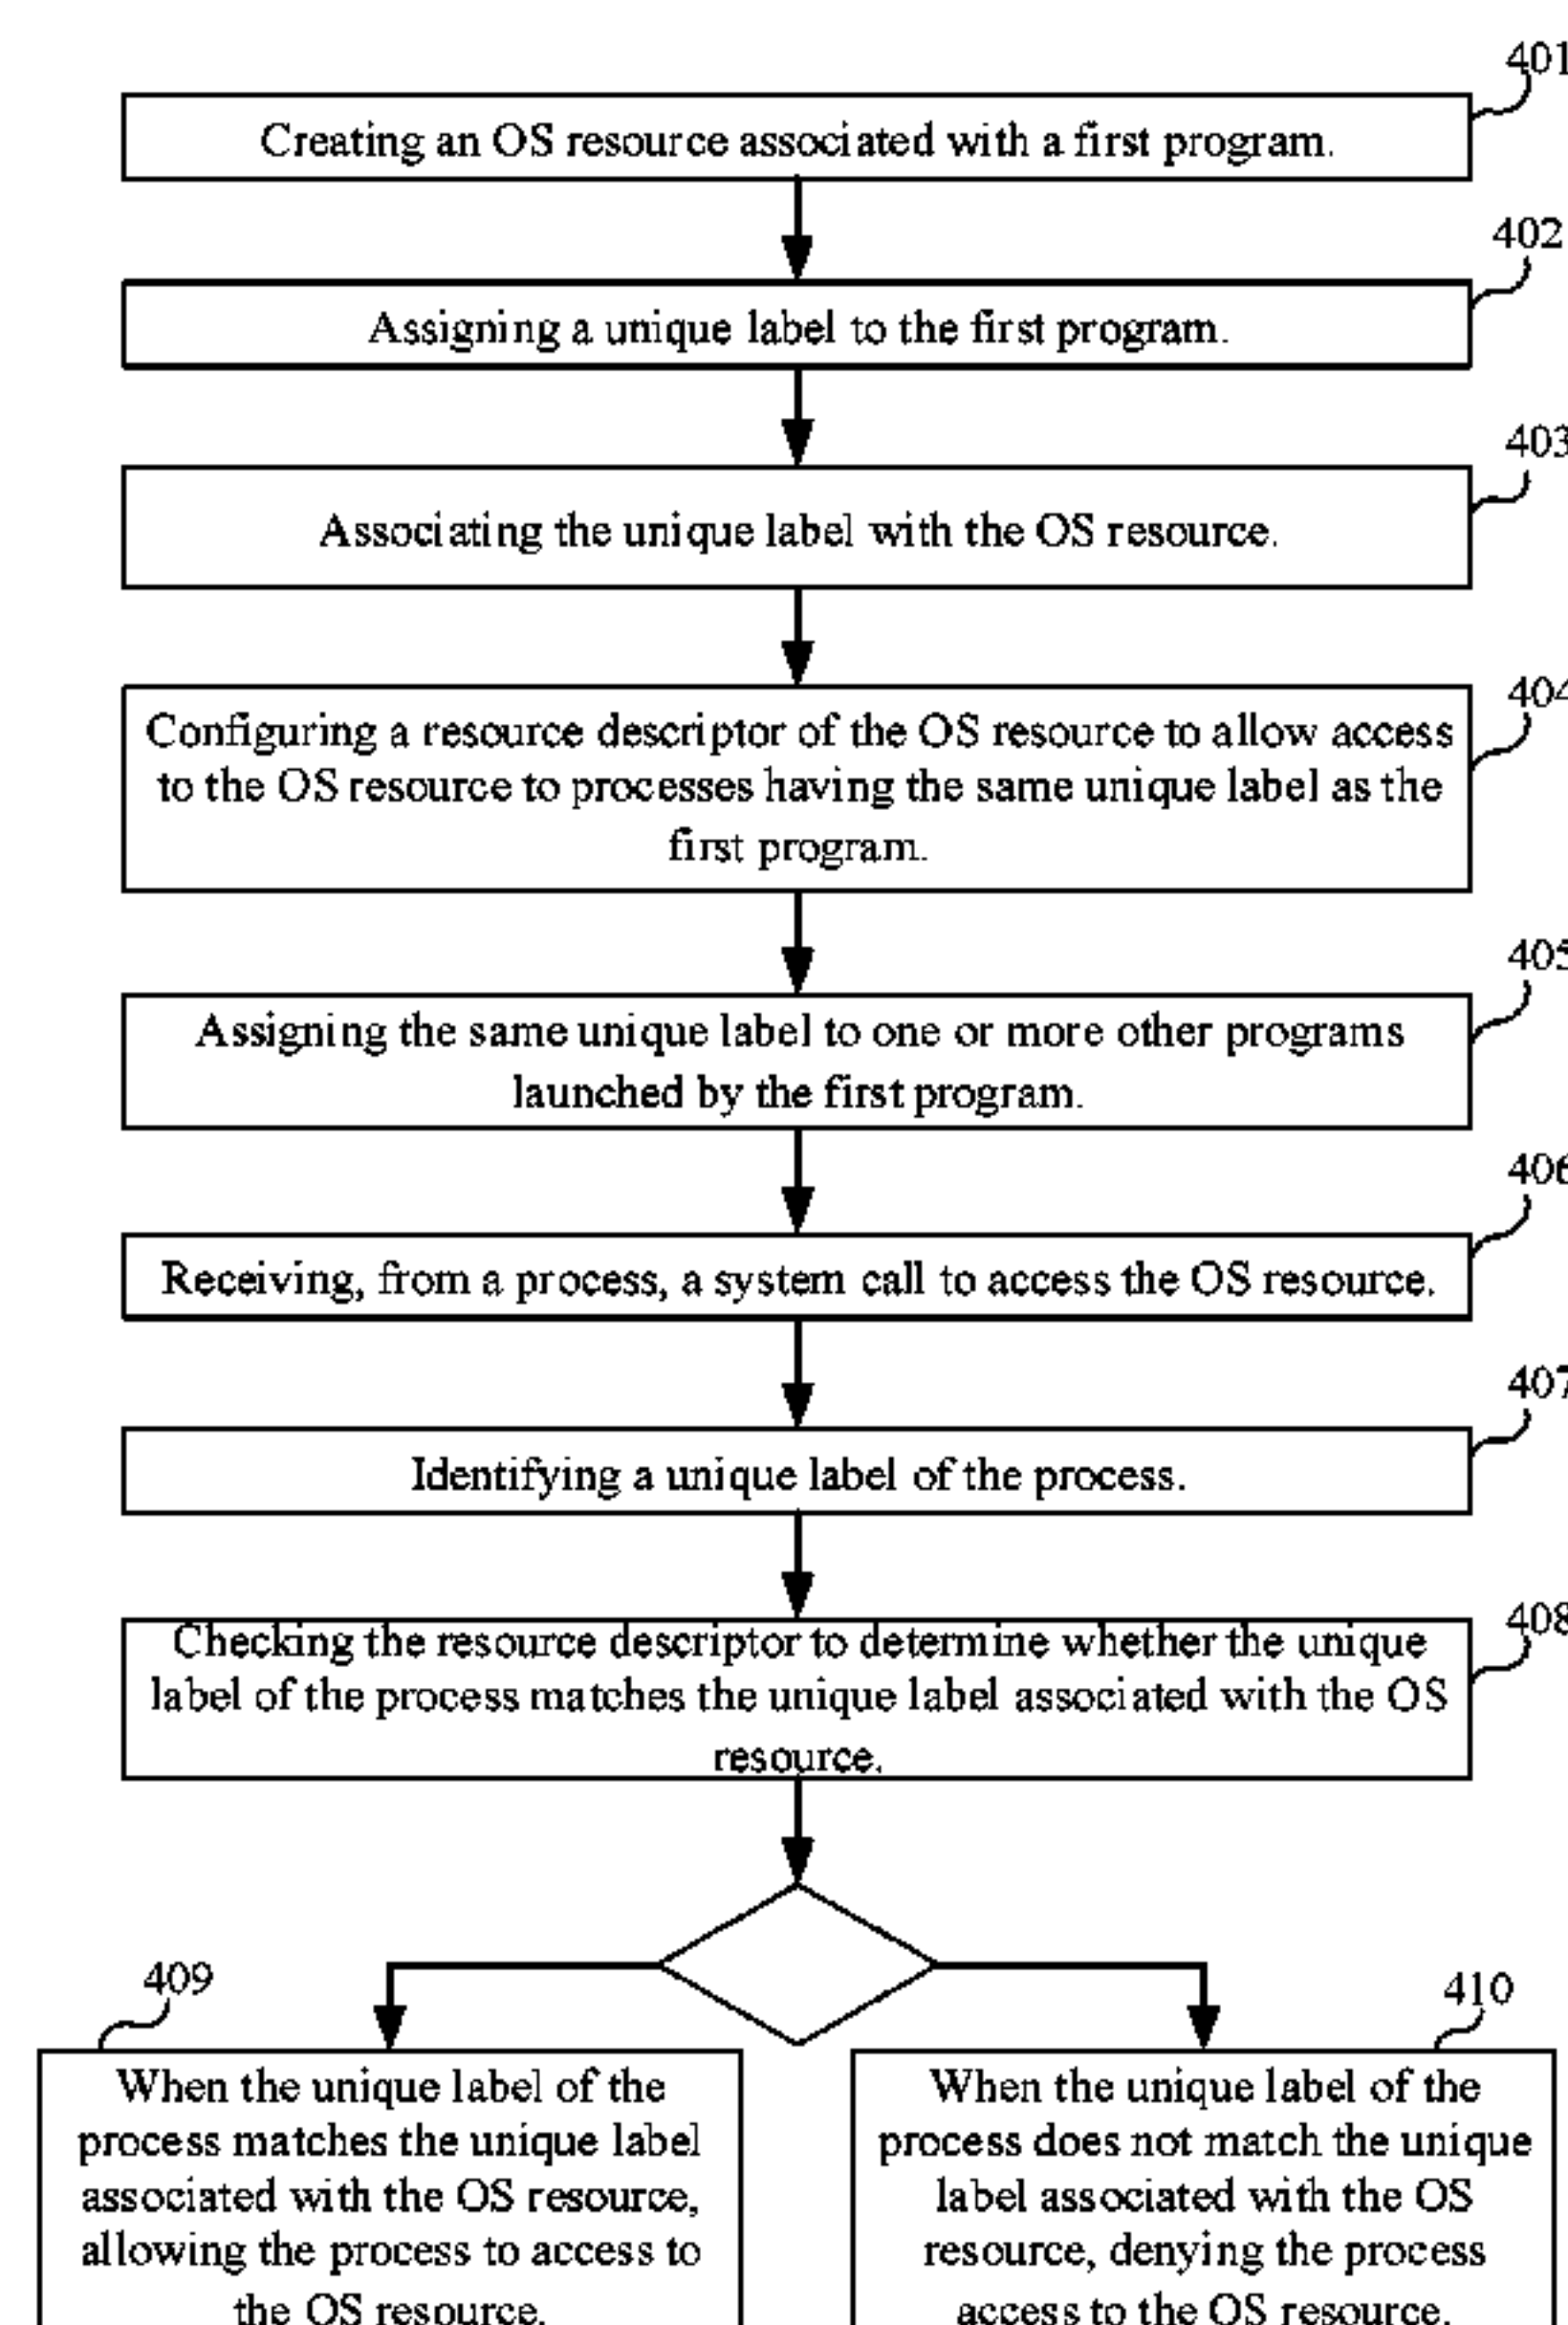 401
Creating an OS resource associated with a first program.
402
Assigning a unique label to the first program.
403
Associating the unique label with the OS resource.
404
Configuring a resource descriptor of the OS resource to allow access
to the OS resource to processes having the same unique label as the
first program.
405
Assigning the same unique label to one or more other programs
launched by the first program.
406
Receiving, from a process, a system call to access the OS resource.
407
Identifying a unique label of the process.
408
Checking the resource descriptor to determine whether the unique
label of the process matches the unique label associated with the OS
resource.
409
When the unique label of the
process matches the unique label
associated with the OS resource,
allowing the process to access to
the OS resource.
410
When the unique label of the
process does not match the unique
label associated with the OS
resource, denying the process
access to the OS resource.